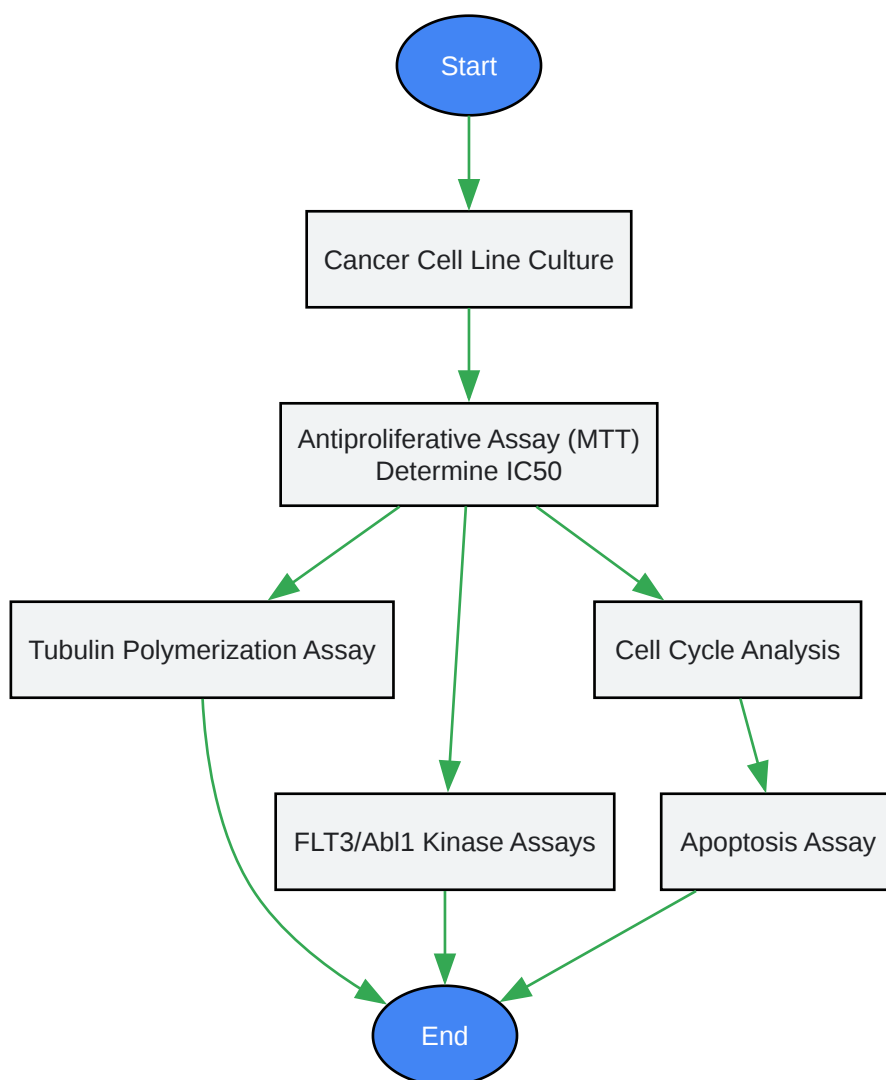 Start
Cancer Cell Line Culture
Antiproliferative Assay (MTT)
Determine IC50
Tubulin Polymerization Assay
Cell Cycle Analysis
FLT3/Abl1 Kinase Assays
Apoptosis Assay
End